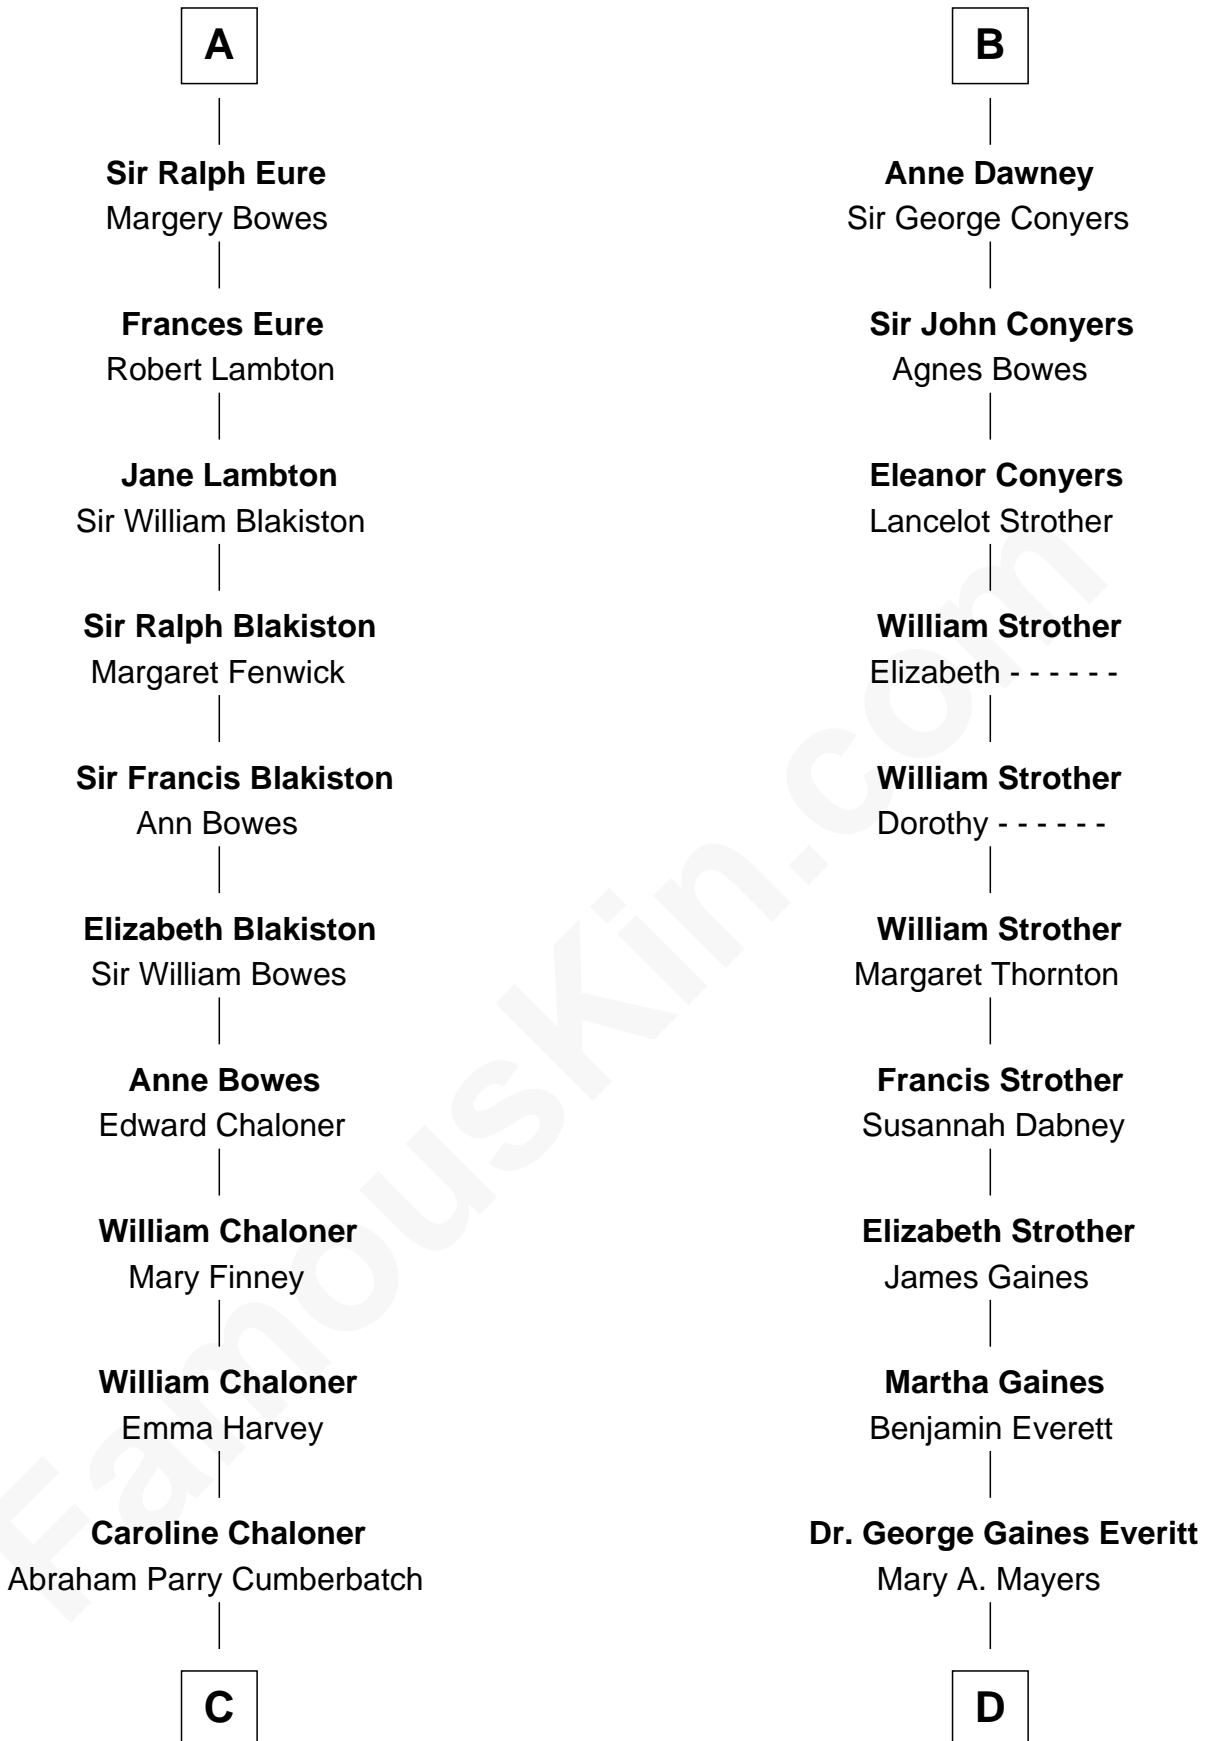 A
Sir Ralph Eure
Margery Bowes
Frances Eure
Robert Lambton
Jane Lambton
Sir William Blakiston
Sir Ralph Blakiston
Margaret Fenwick
Sir Francis Blakiston
Ann Bowes
Elizabeth Blakiston
Sir William Bowes
Anne Bowes
Edward Chaloner
William Chaloner
Mary Finney
William Chaloner
Emma Harvey
Caroline Chaloner
Abraham Parry Cumberbatch
C
B
Anne Dawney
Sir George Conyers
Sir John Conyers
Agnes Bowes
Eleanor Conyers
Lancelot Strother
William Strother
Elizabeth - - - - - -
William Strother
Dorothy - - - - - -
William Strother
Margaret Thornton
Francis Strother
Susannah Dabney
Elizabeth Strother
James Gaines
Martha Gaines
Benjamin Everett
Dr. George Gaines Everitt
Mary A. Mayers
D
FamousKin.com